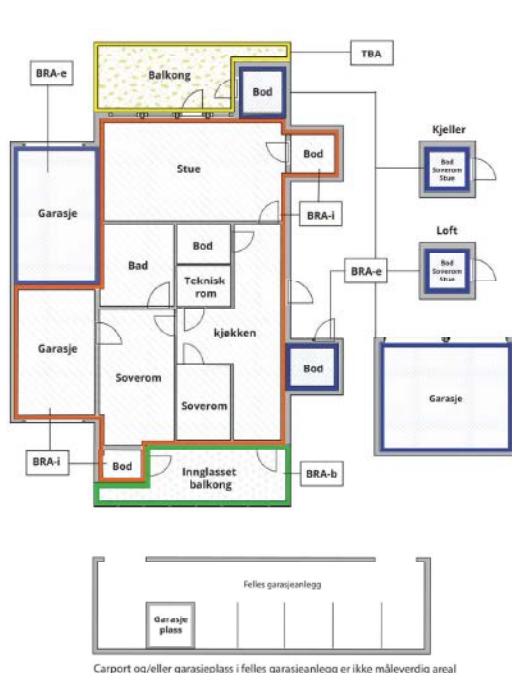 TBA
BRA-e
Balkong
Bod
Kjeller
Stue
Bod
Bod
Soverom
Stue
Garasje
BRA-i
Loft
Bod
Bad
Teknisk
rom
BRA-e
Bod
Soverom
Stue
Garasje
kjøkken
Soverom
Bod
Garasje
Soverom
BRA-i
Bod
Innglasset
balkong
BRA-b
Felles garasjeanlegg
Garasje
plass
Carport og/eller garasjeplass i felles garasjeanlegg er ikke måleverdig areal